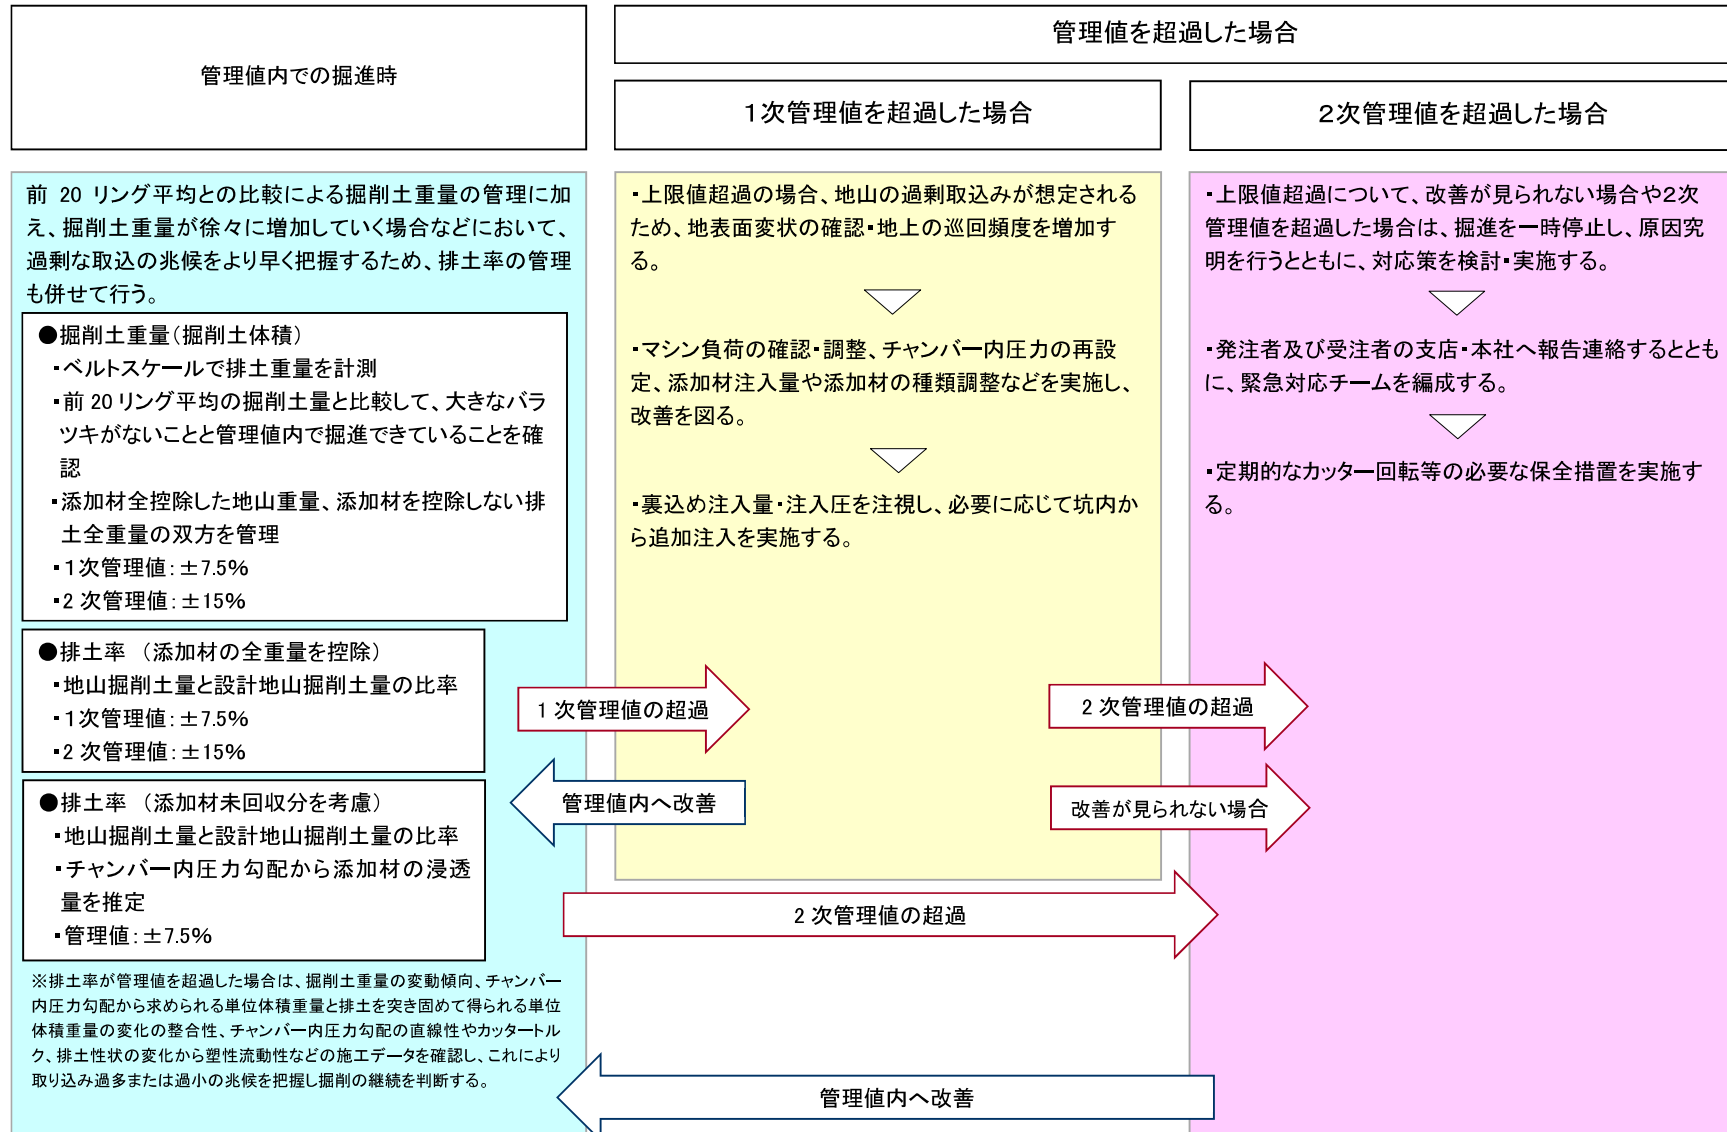 管理値内での掘進時
管理値を超過した場合
1次管理値を超過した場合
2次管理値を超過した場合
前 20 リング平均との比較による掘削土重量の管理に加
え、掘削土重量が徐々に増加していく場合などにおいて、
過剰な取込の兆候をより早く把握するため、排土率の管理
も併せて行う。
●掘削土重量(掘削土体積)
・ベルトスケールで排土重量を計測
・前 20 リング平均の掘削土量と比較して、大きなバラ
ツキがないことと管理値内で掘進できていることを確
認
・添加材全控除した地山重量、添加材を控除しない排
土全重量の双方を管理
・1次管理値:±7.5%
・2 次管理値:±15%
●排土率 (添加材の全重量を控除)
・地山掘削土量と設計地山掘削土量の比率
・1次管理値:±7.5%
・2 次管理値:±15%
●排土率 (添加材未回収分を考慮)
・地山掘削土量と設計地山掘削土量の比率
・チャンバー内圧力勾配から添加材の浸透
量を推定
・管理値:±7.5%
※排土率が管理値を超過した場合は、掘削土重量の変動傾向、チャンバー
内圧力勾配から求められる単位体積重量と排土を突き固めて得られる単位
体積重量の変化の整合性、チャンバー内圧力勾配の直線性やカッタートル
ク、排土性状の変化から塑性流動性などの施工データを確認し、これにより
取り込み過多または過小の兆候を把握し掘削の継続を判断する。
・上限値超過の場合、地山の過剰取込みが想定される
ため、地表面変状の確認・地上の巡回頻度を増加す
る。
・マシン負荷の確認・調整、チャンバー内圧力の再設
定、添加材注入量や添加材の種類調整などを実施し、
改善を図る。
・裏込め注入量・注入圧を注視し、必要に応じて坑内か
ら追加注入を実施する。
・上限値超過について、改善が見られない場合や2次
管理値を超過した場合は、掘進を一時停止し、原因究
明を行うとともに、対応策を検討・実施する。
・発注者及び受注者の支店・本社へ報告連絡するととも
に、緊急対応チームを編成する。
・定期的なカッター回転等の必要な保全措置を実施す
る。
1 次管理値の超過
2 次管理値の超過
管理値内へ改善
改善が見られない場合
2 次管理値の超過
管理値内へ改善